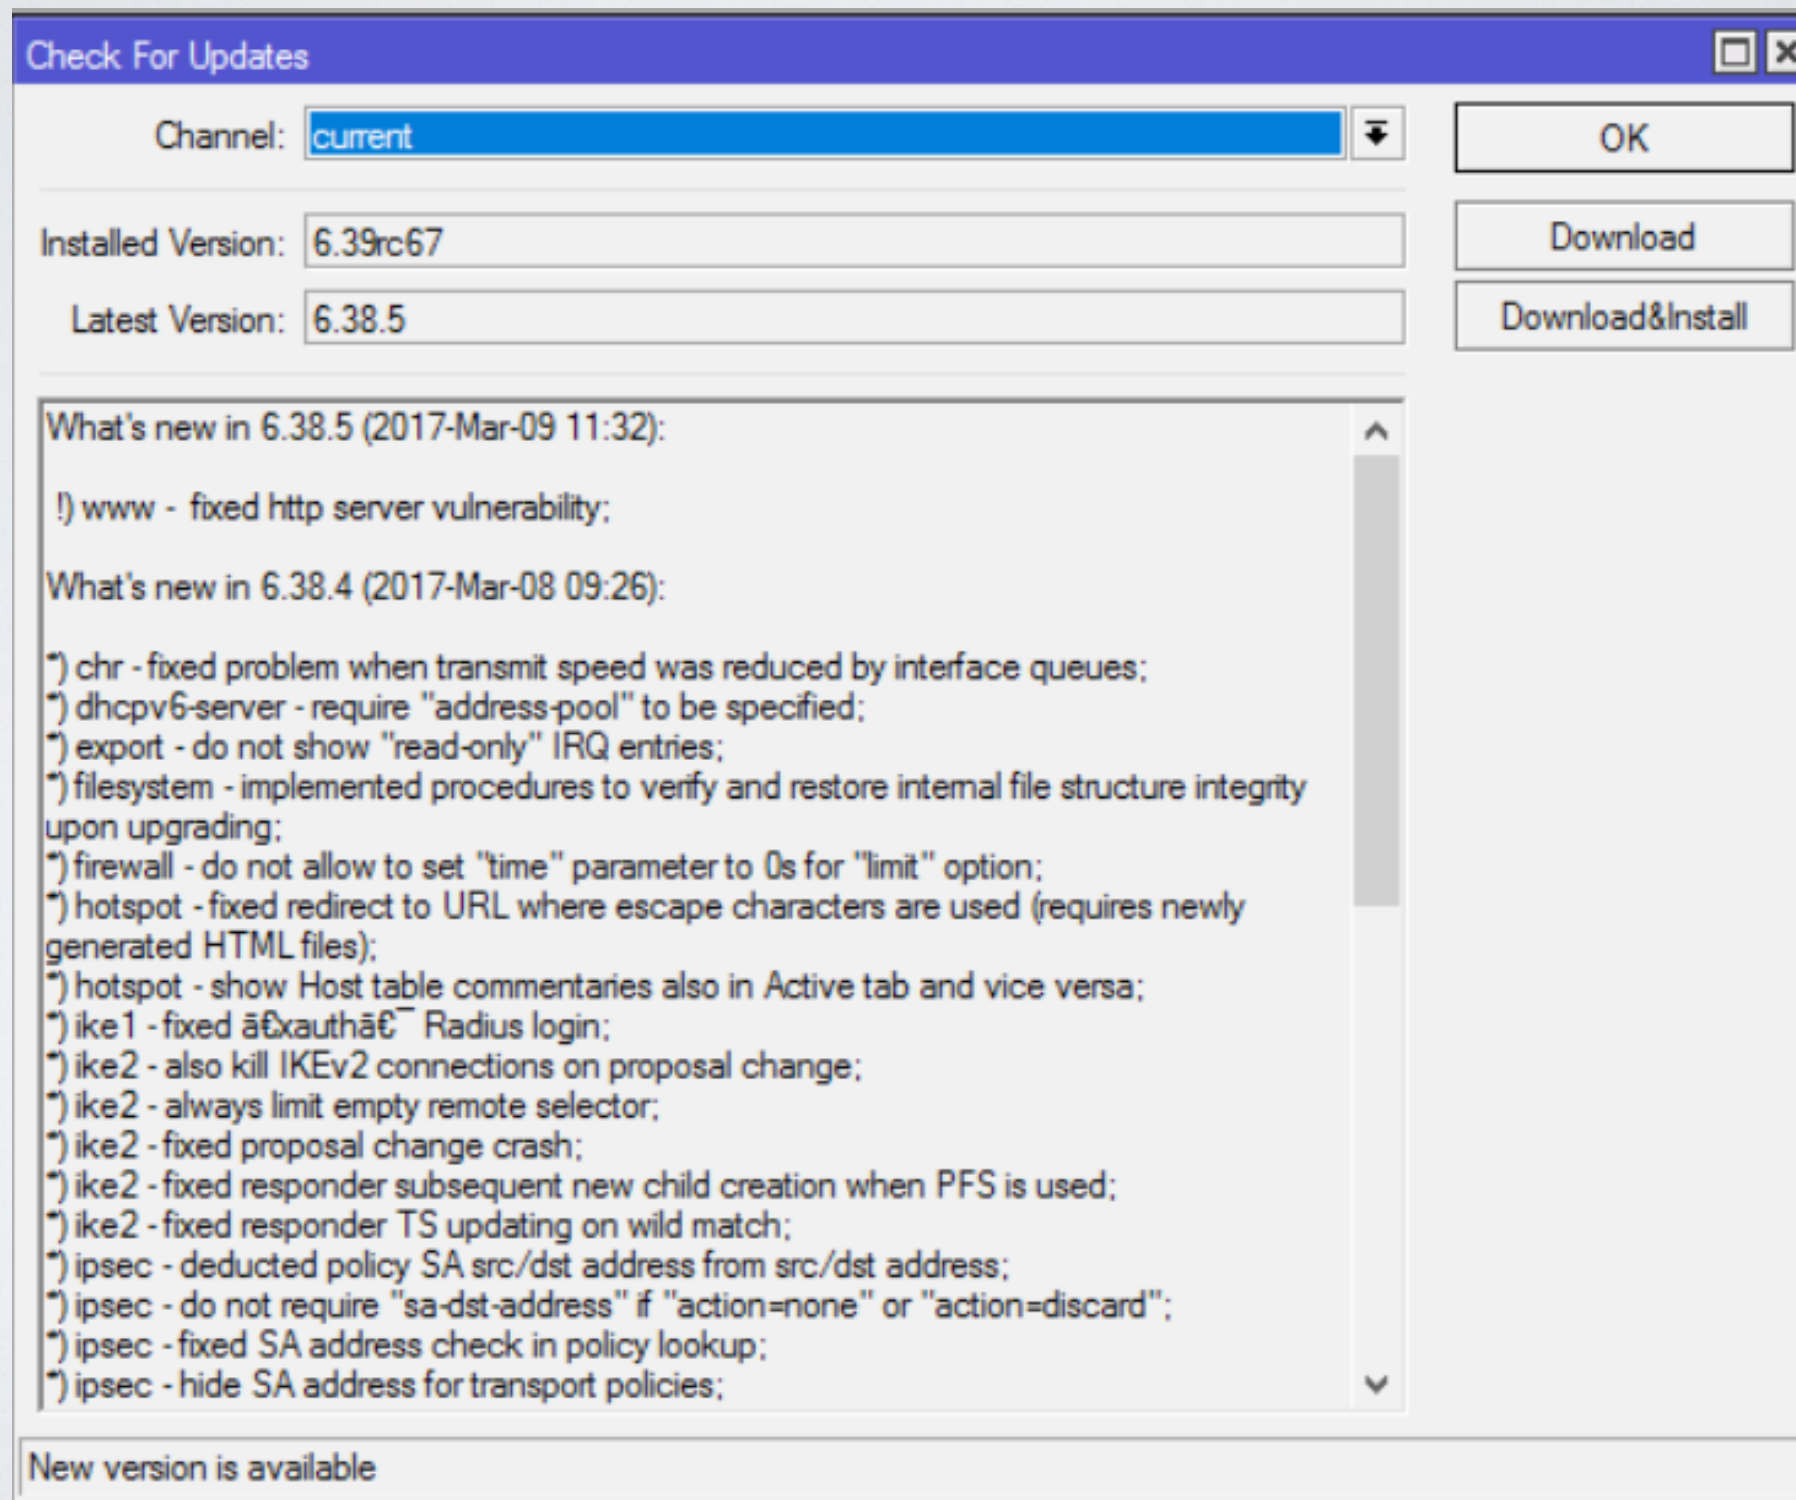 Check For Updates
Channel: current
OK
Installed Version: 6.39rc67
Download
Latest Version: 6.38.5
Download&Install
What's new in 6.38.5 (2017-Mar-09 11:32):
!) www - fixed http server vulnerability;
What's new in 6.38.4 (2017-Mar-08 09:26):
*) chr - fixed problem when transmit speed was reduced by interface queues;
*) dhcpv6-server - require "address-pool" to be specified;
*) export - do not show "read-only" IRQ entries;
*) filesystem - implemented procedures to verify and restore internal file structure integrity
upon upgrading;
*) firewall - do not allow to set "time" parameter to 0s for "limit" option;
*) hotspot - fixed redirect to URL where escape characters are used (requires newly
generated HTML files);
*) hotspot - show Host table commentaries also in Active tab and vice versa;
*) ike1 - fixed ā€xauthā€¯ Radius login;
*) ike2 - also kill IKEv2 connections on proposal change;
*) ike2 - always limit empty remote selector;
*) ike2 - fixed proposal change crash;
*) ike2 - fixed responder subsequent new child creation when PFS is used;
*) ike2 - fixed responder TS updating on wild match;
*) ipsec - deducted policy SA src/dst address from src/dst address;
*) ipsec - do not require "sa-dst-address" if "action=none" or "action=discard";
*) ipsec - fixed SA address check in policy lookup;
*) ipsec - hide SA address for transport policies;
New version is available